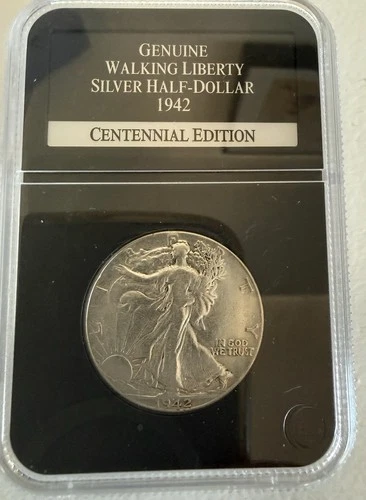 GENUINE
WALKING LIBERTY
SILVER HALF-DOLLAR
1942
CENTENNIAL EDITION
LIBERTY
IN GOD
WE TRUST
1942